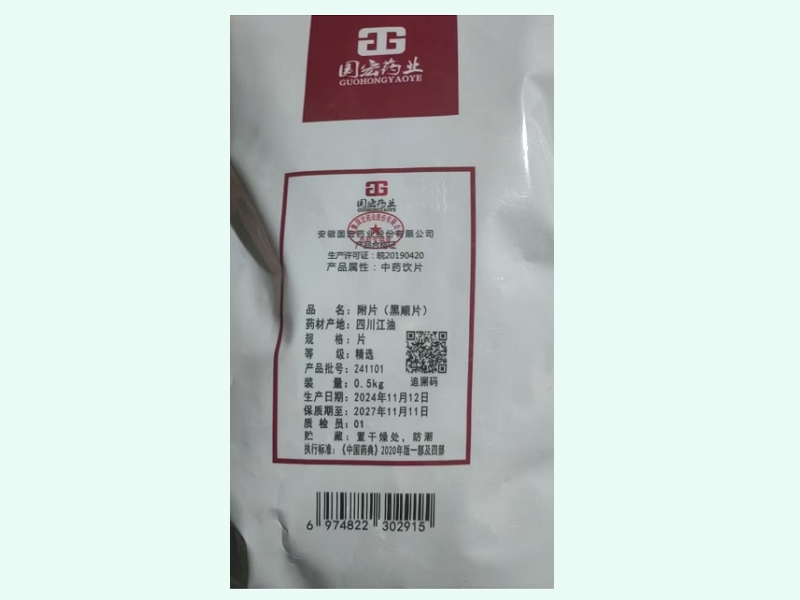 国宏药业
GUOHONGYAOYE
国宏药业
GUOHONGYAOYE
安徽国宏药业股份有限公司
产品合格证
生产许可证：皖20190420
产品属性：中药饮片
品 名：附片（黑顺片）
药材产地：四川江油
规 格：片
等 级：精选
产品批号：241101
装 量：0.5kg
追溯码
生产日期：2024年11月12日
保质期至：2027年11月11日
质 检 员：01
贮 藏：置干燥处，防潮
执行标准：《中国药典》2020年版一部及四部
6 974822 302915